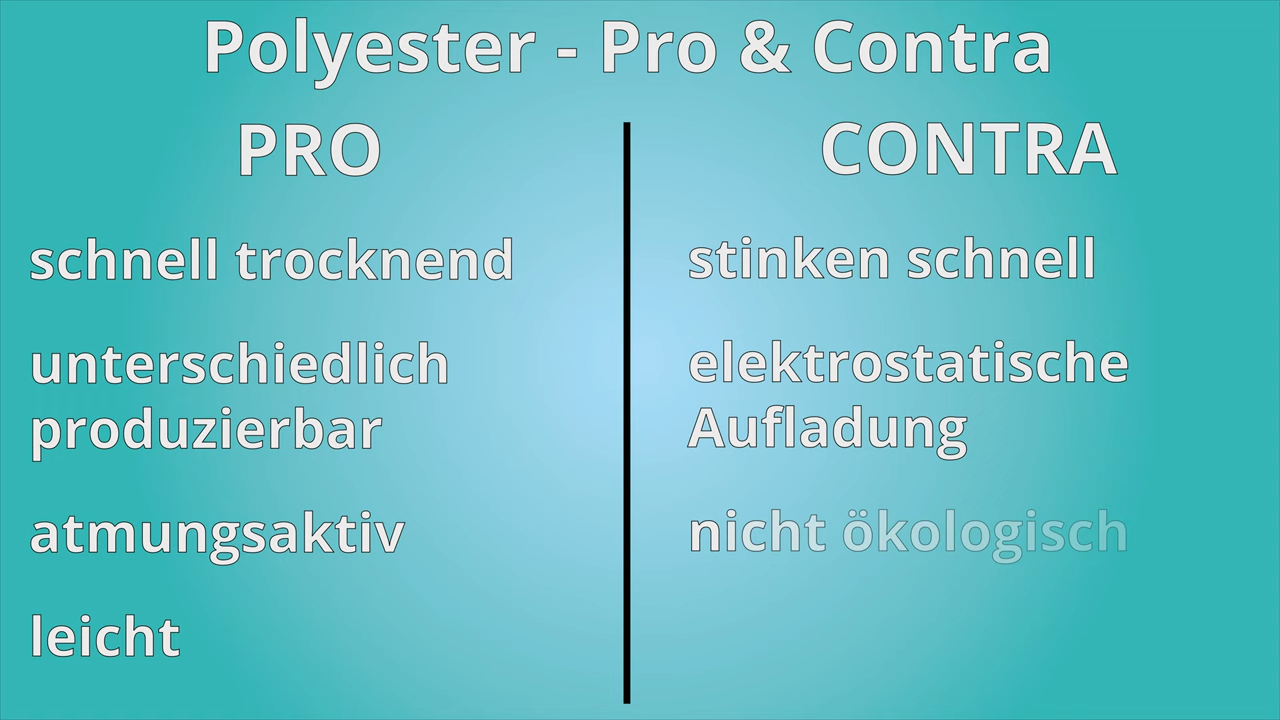 Polyester - Pro & Contra
PRO
schnell trocknend
unterschiedlich
produzierbar
atmungsaktiv
leicht
CONTRA
stinken schnell
elektrostatische
Aufladung
nicht ökologisch